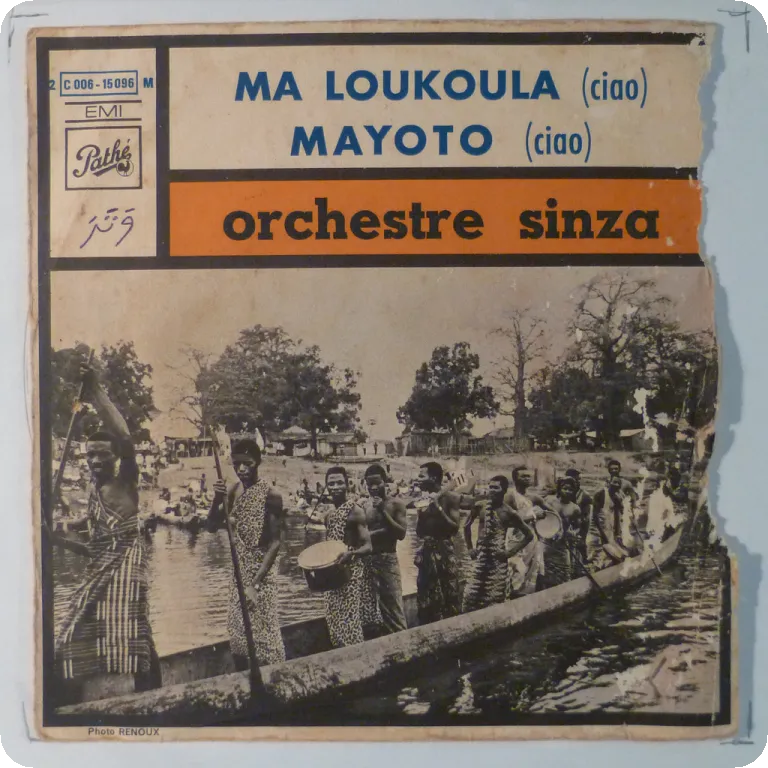 2 C 006 - 15096 M
EMI
Pathé
MA LOUKOULA (ciao)
MAYOTO (ciao)
orchestre sinza
Photo RENOUX